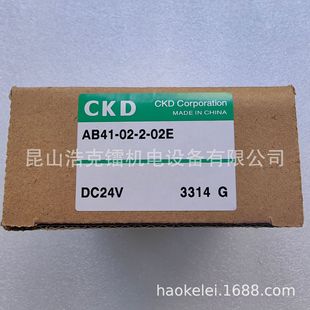 CKD
CKD Corporation
MADE IN CHINA
AB41-02-2-02E
昆山浩克镭机电设备有限公司
DC24V 3314 G
haokelei.1688.com